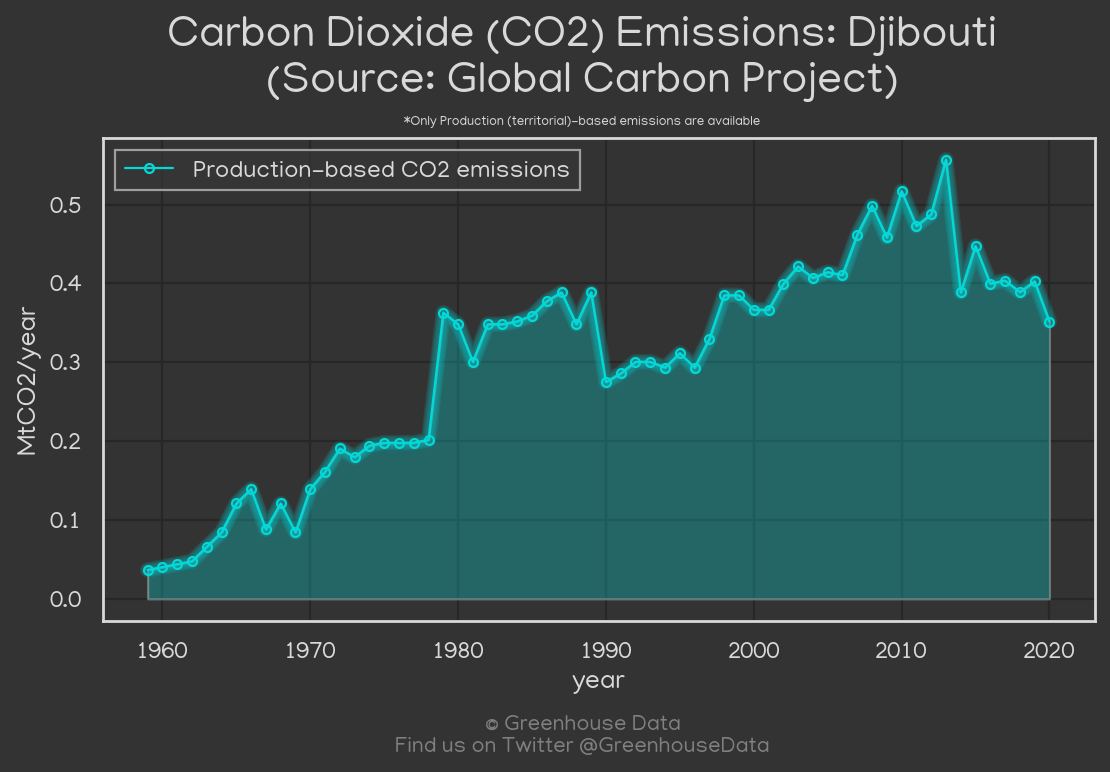 Carbon Dioxide (CO2) Emissions: Djibouti
(Source: Global Carbon Project)
*Only Production (territorial)-based emissions are available
Production-based CO2 emissions
0.5
0.4
0.3
0.2
0.1
0.0
MtCO2/year
1960 1970 1980 1990 2000 2010 2020
year
© Greenhouse Data
Find us on Twitter @GreenhouseData